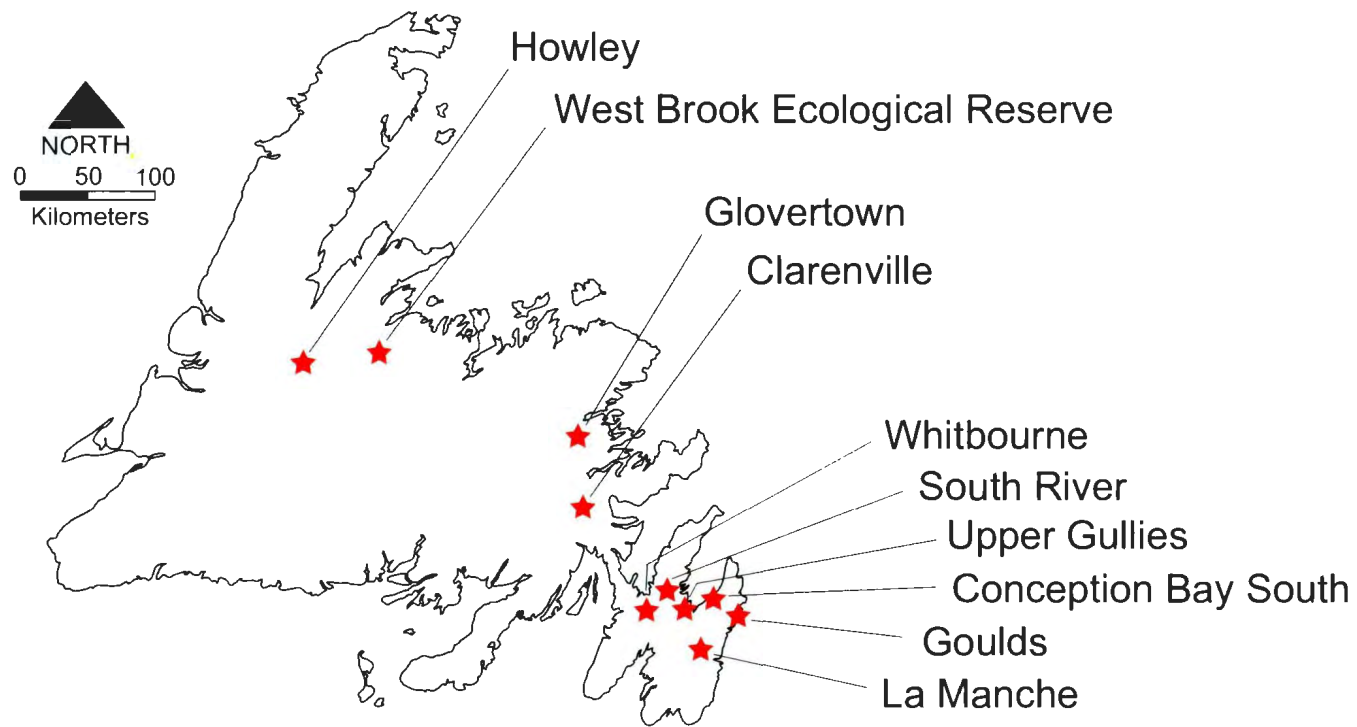 Howley
West Brook Ecological Reserve
NORTH
0 50 100
Kilometers
Glovertown
Clarenville
Whitbourne
South River
Upper Gullies
Conception Bay South
Goulds
La Manche